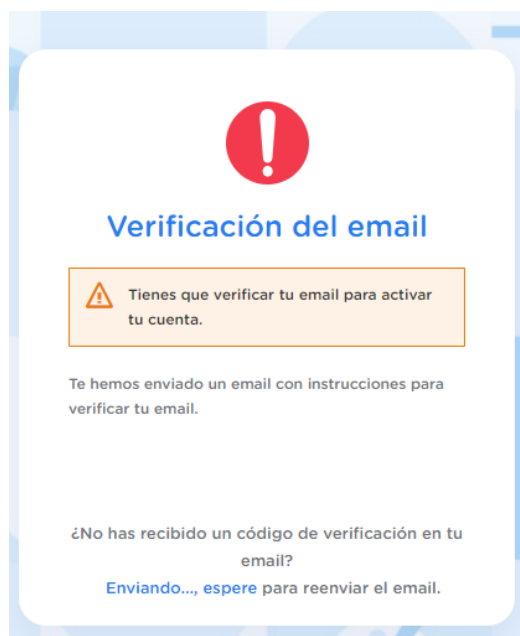 Verificación del email
Tienes que verificar tu email para activar
tu cuenta.
Te hemos enviado un email con instrucciones para
verificar tu email.
¿No has recibido un código de verificación en tu
email?
Enviando..., espere para reenviar el email.